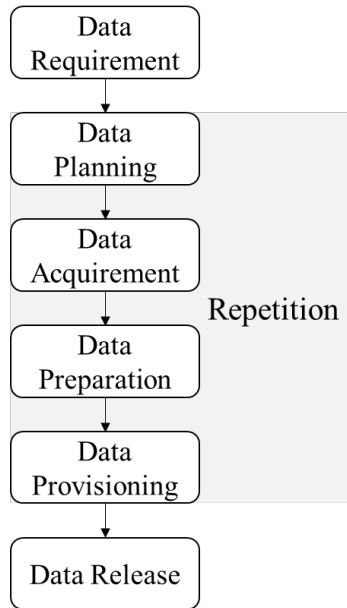 Data
Requirement
Data
Planning
Data
Acquirement
Repetition
Data
Preparation
Data
Provisioning
Data Release